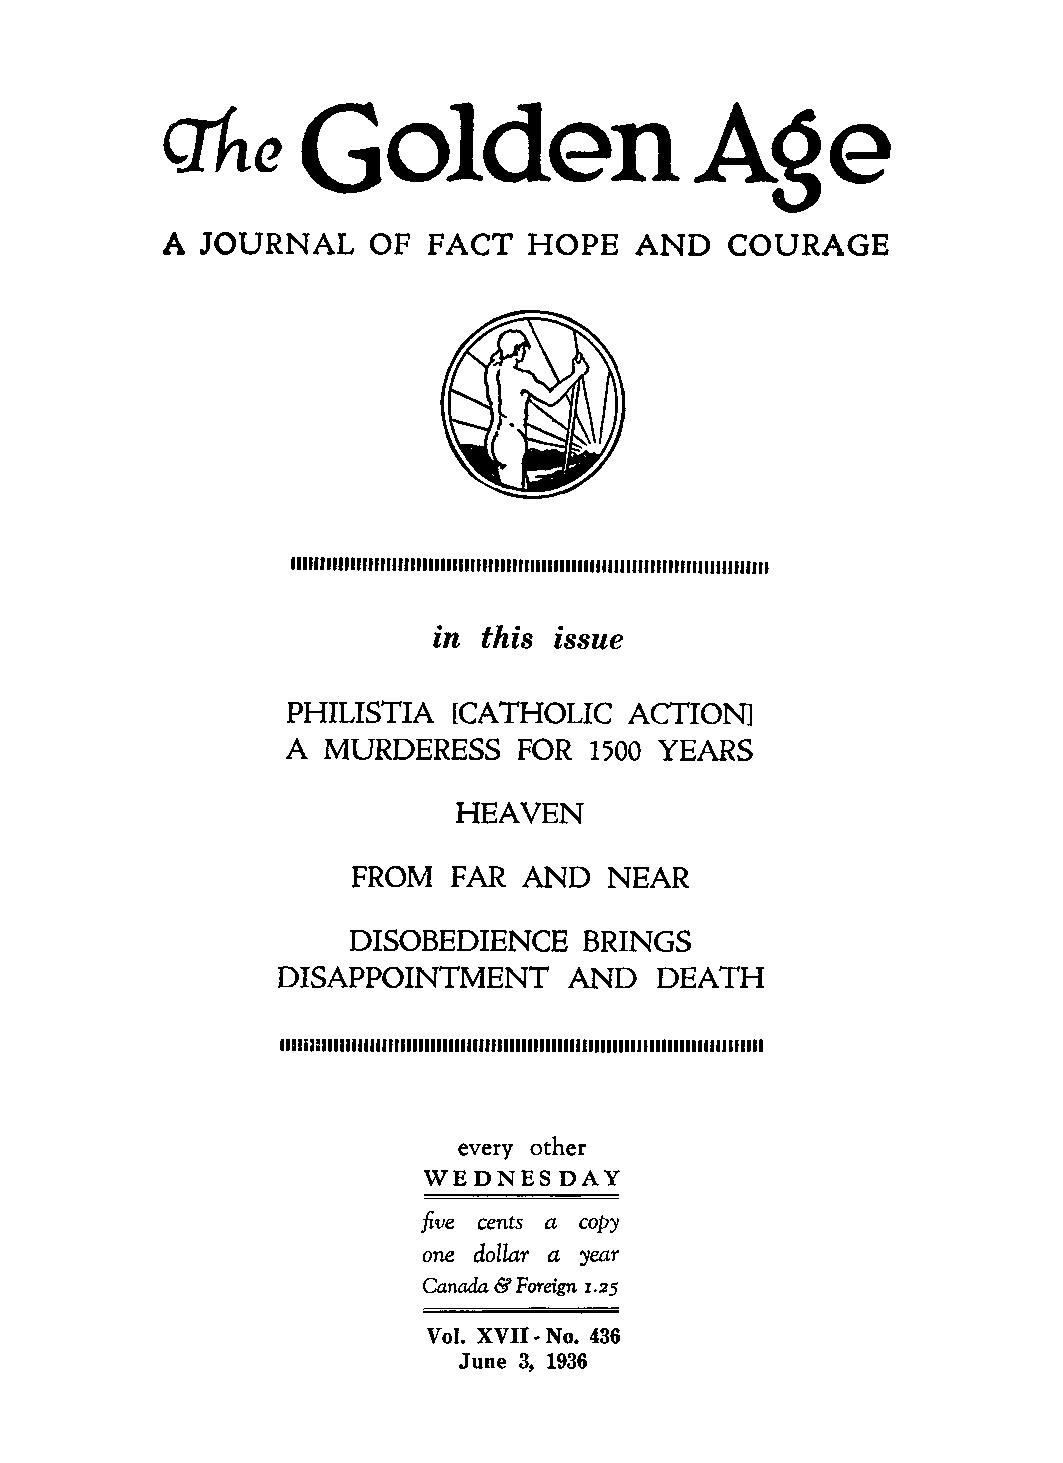 The Golden Age
A JOURNAL OF FACT HOPE AND COURAGE
in this issue
PHILISTIA [CATHOLIC ACTION]
A MURDERESS FOR 1500 YEARS
HEAVEN
FROM FAR AND NEAR
DISOBEDIENCE BRINGS
DISAPPOINTMENT AND DEATH
every other
WEDNESDAY
five cents a copy
one dollar a year
Canada & Foreign 1.25
Vol. XVII - No. 436
June 3, 1936